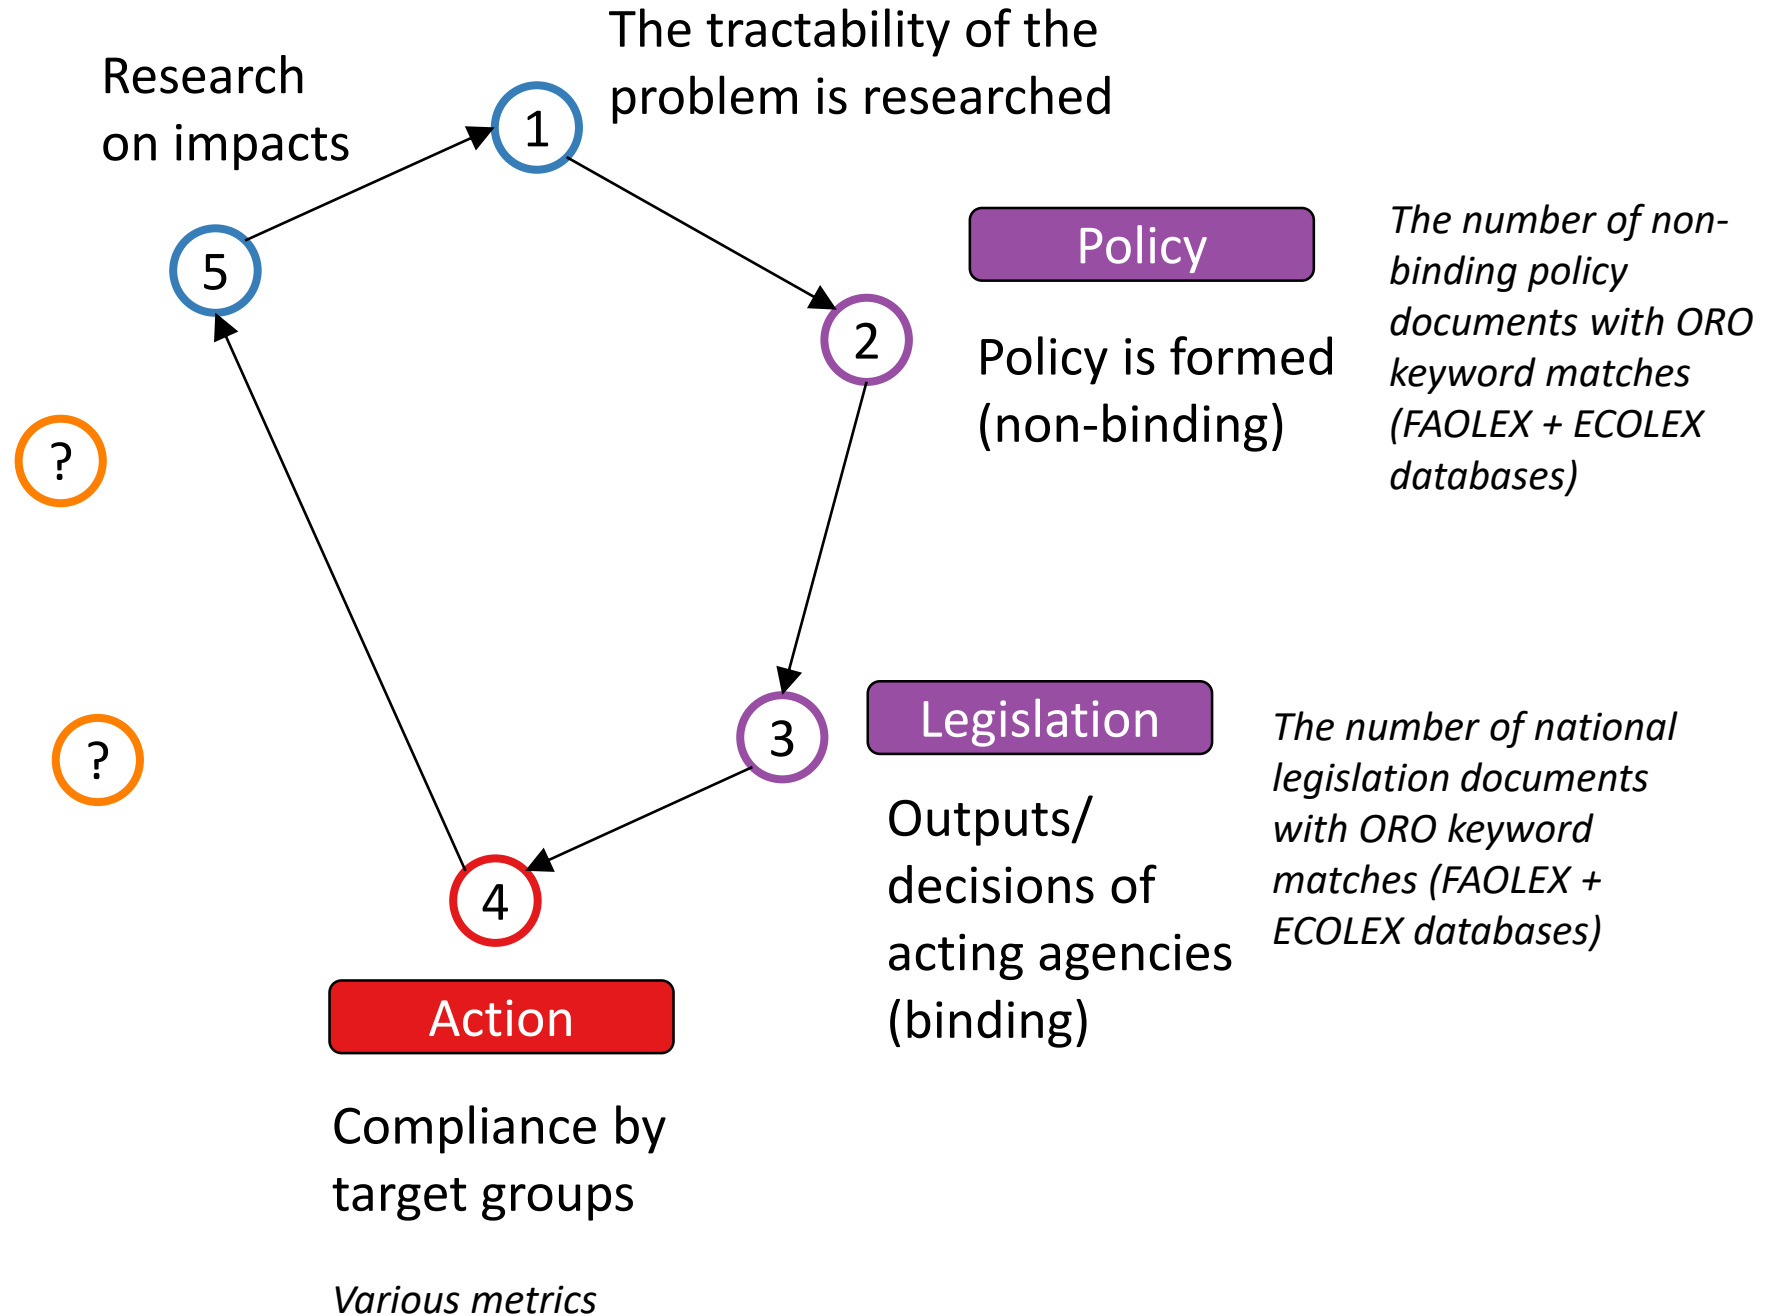 The tractability of the
problem is researched
Research
on impacts
1
5
2
Policy
Policy is formed
(non-binding)
The number of non-
binding policy
documents with ORO
keyword matches
(FAOLEX + ECOLEX
databases)
?
?
3
Legislation
Outputs/
decisions of
acting agencies
(binding)
The number of national
legislation documents
with ORO keyword
matches (FAOLEX +
ECOLEX databases)
4
Action
Compliance by
target groups
Various metrics